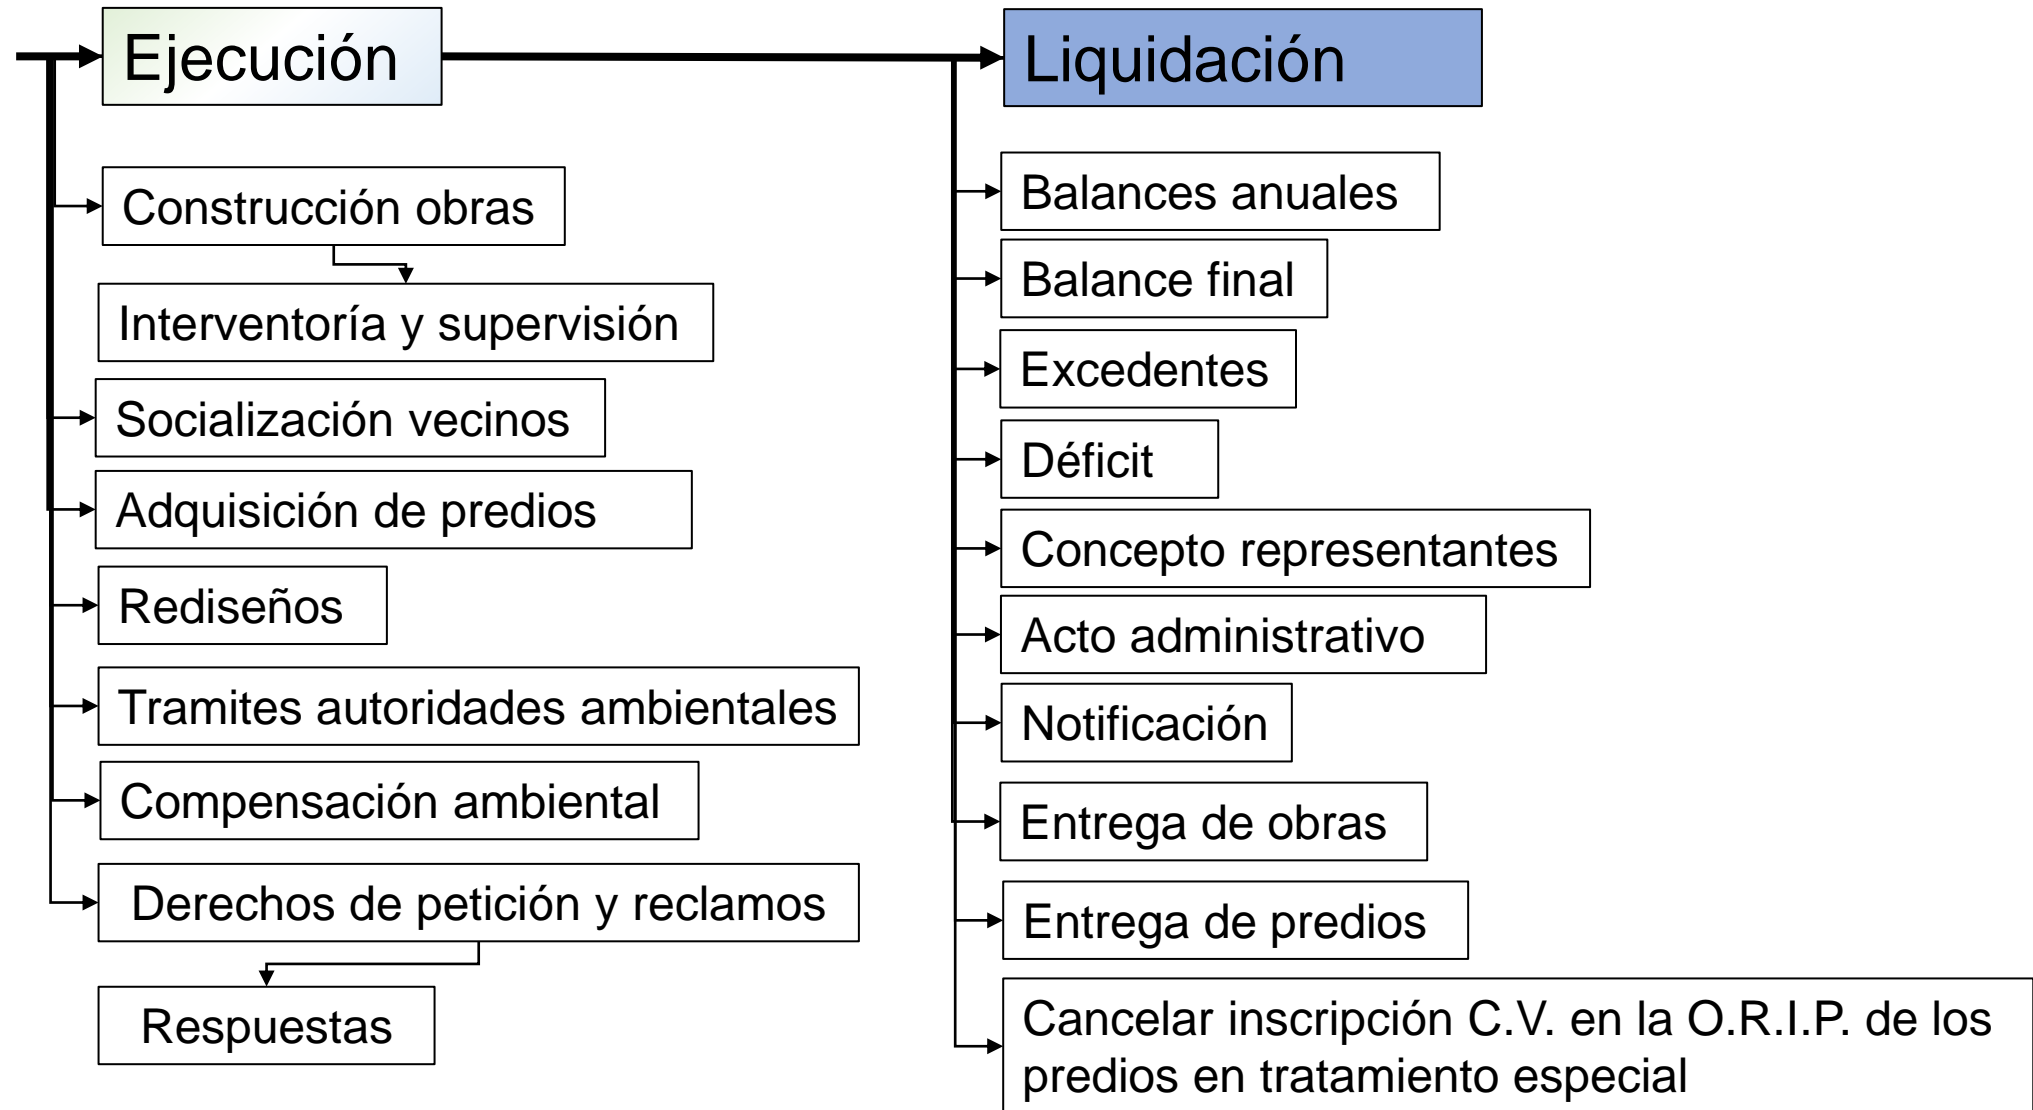 Ejecución
Construcción obras
Interventoría y supervisión
Socialización vecinos
Adquisición de predios
Rediseños
Tramites autoridades ambientales
Compensación ambiental
Derechos de petición y reclamos
Respuestas
Liquidación
Balances anuales
Balance final
Excedentes
Déficit
Concepto representantes
Acto administrativo
Notificación
Entrega de obras
Entrega de predios
Cancelar inscripción C.V. en la O.R.I.P. de los
predios en tratamiento especial